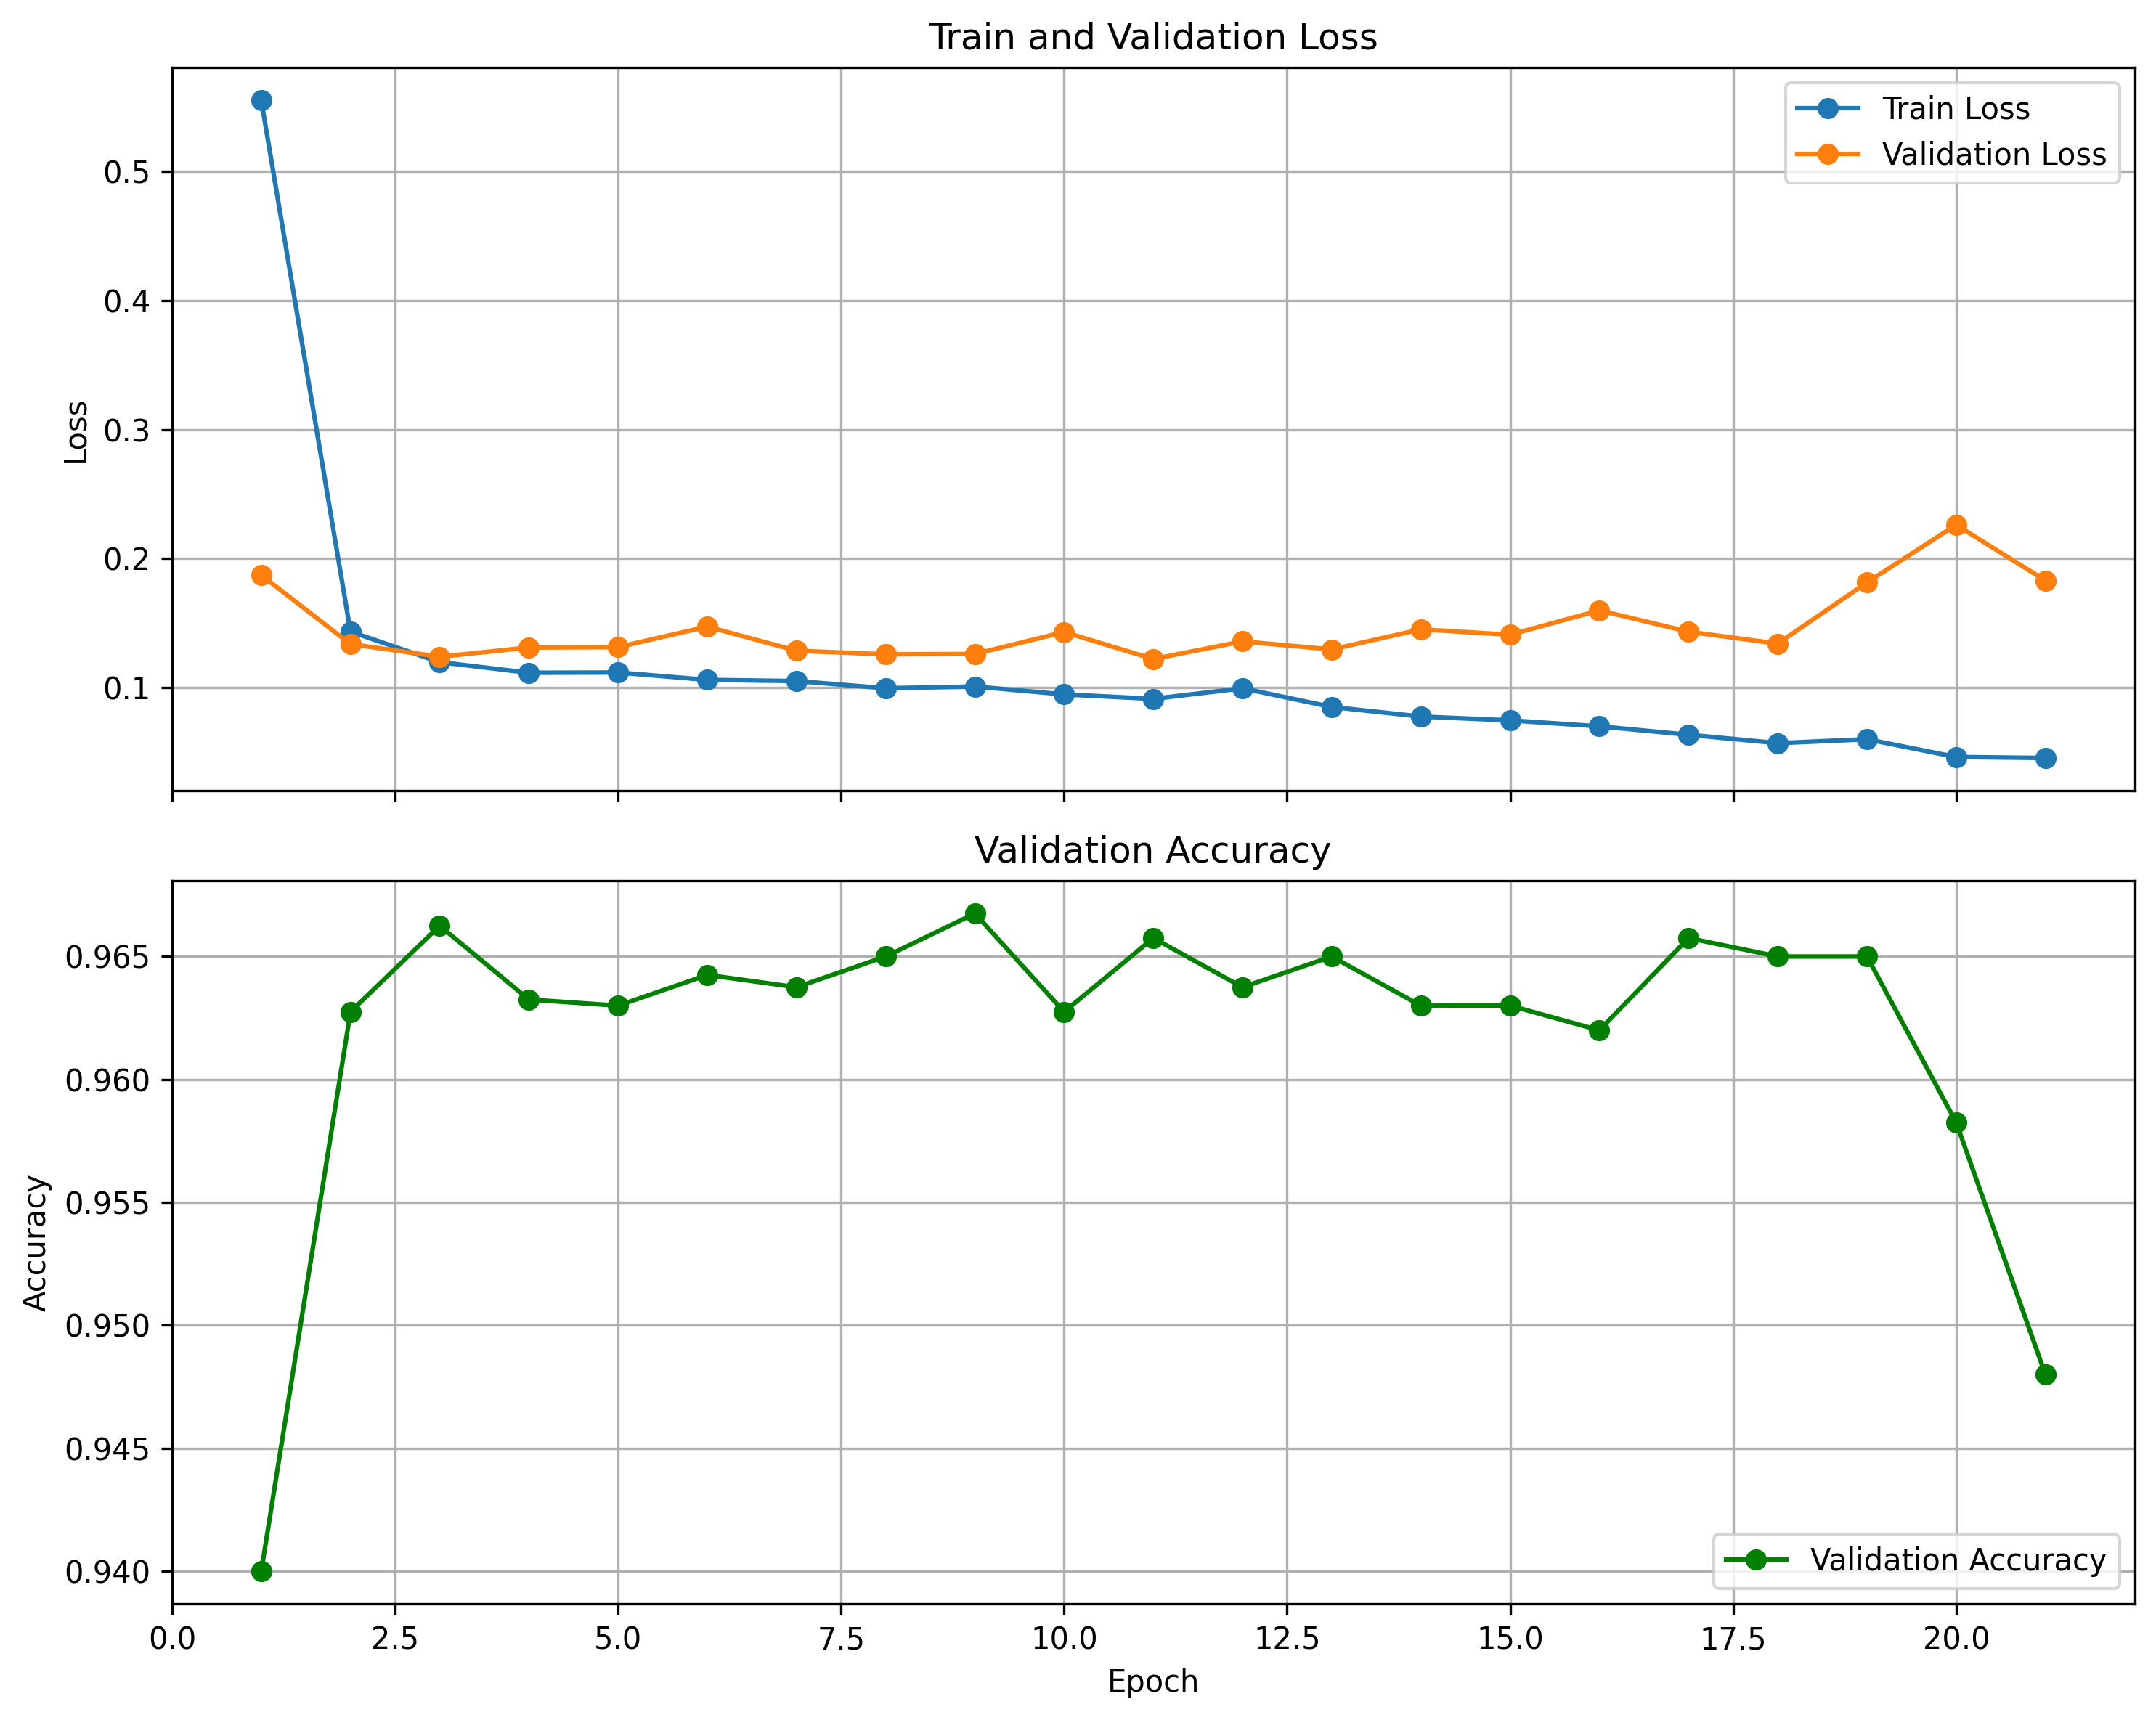 Train and Validation Loss
Train Loss
Validation Loss
0.5
0.4
0.3
0.2
0.1
Loss
Validation Accuracy
0.965
0.960
0.955
0.950
0.945
0.940
Accuracy
Validation Accuracy
0.0 2.5 5.0 7.5 10.0 12.5 15.0 17.5 20.0
Epoch